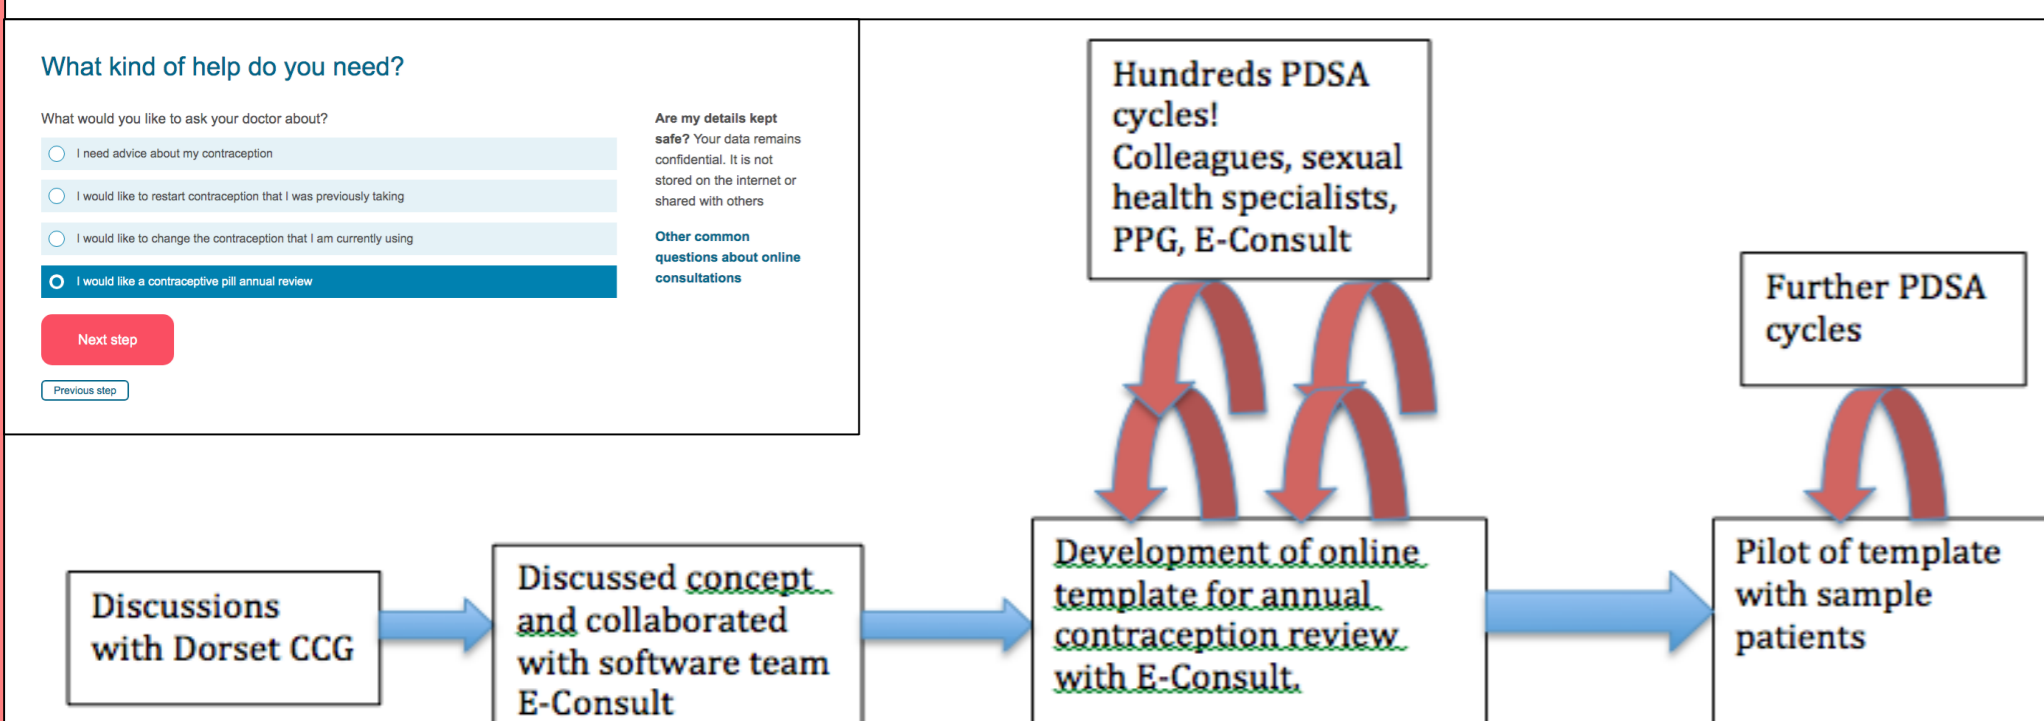 What kind of help do you need?
What would you like to ask your doctor about?
I need advice about my contraception
I would like to restart contraception that I was previously taking
I would like to change the contraception that I am currently using
I would like a contraceptive pill annual review
Next step
Previous step
Are my details kept
safe? Your data remains
confidential. It is not
stored on the internet or
shared with others
Other common
questions about online
consultations
Hundreds PDSA
cycles!
Colleagues, sexual
health specialists,
PPG, E-Consult
Further PDSA
cycles
Discussions
with Dorset CCG
Discussed concept
and collaborated
with software team
E-Consult
Development of online
template for annual
contraception review
with E-Consult.
Pilot of template
with sample
patients